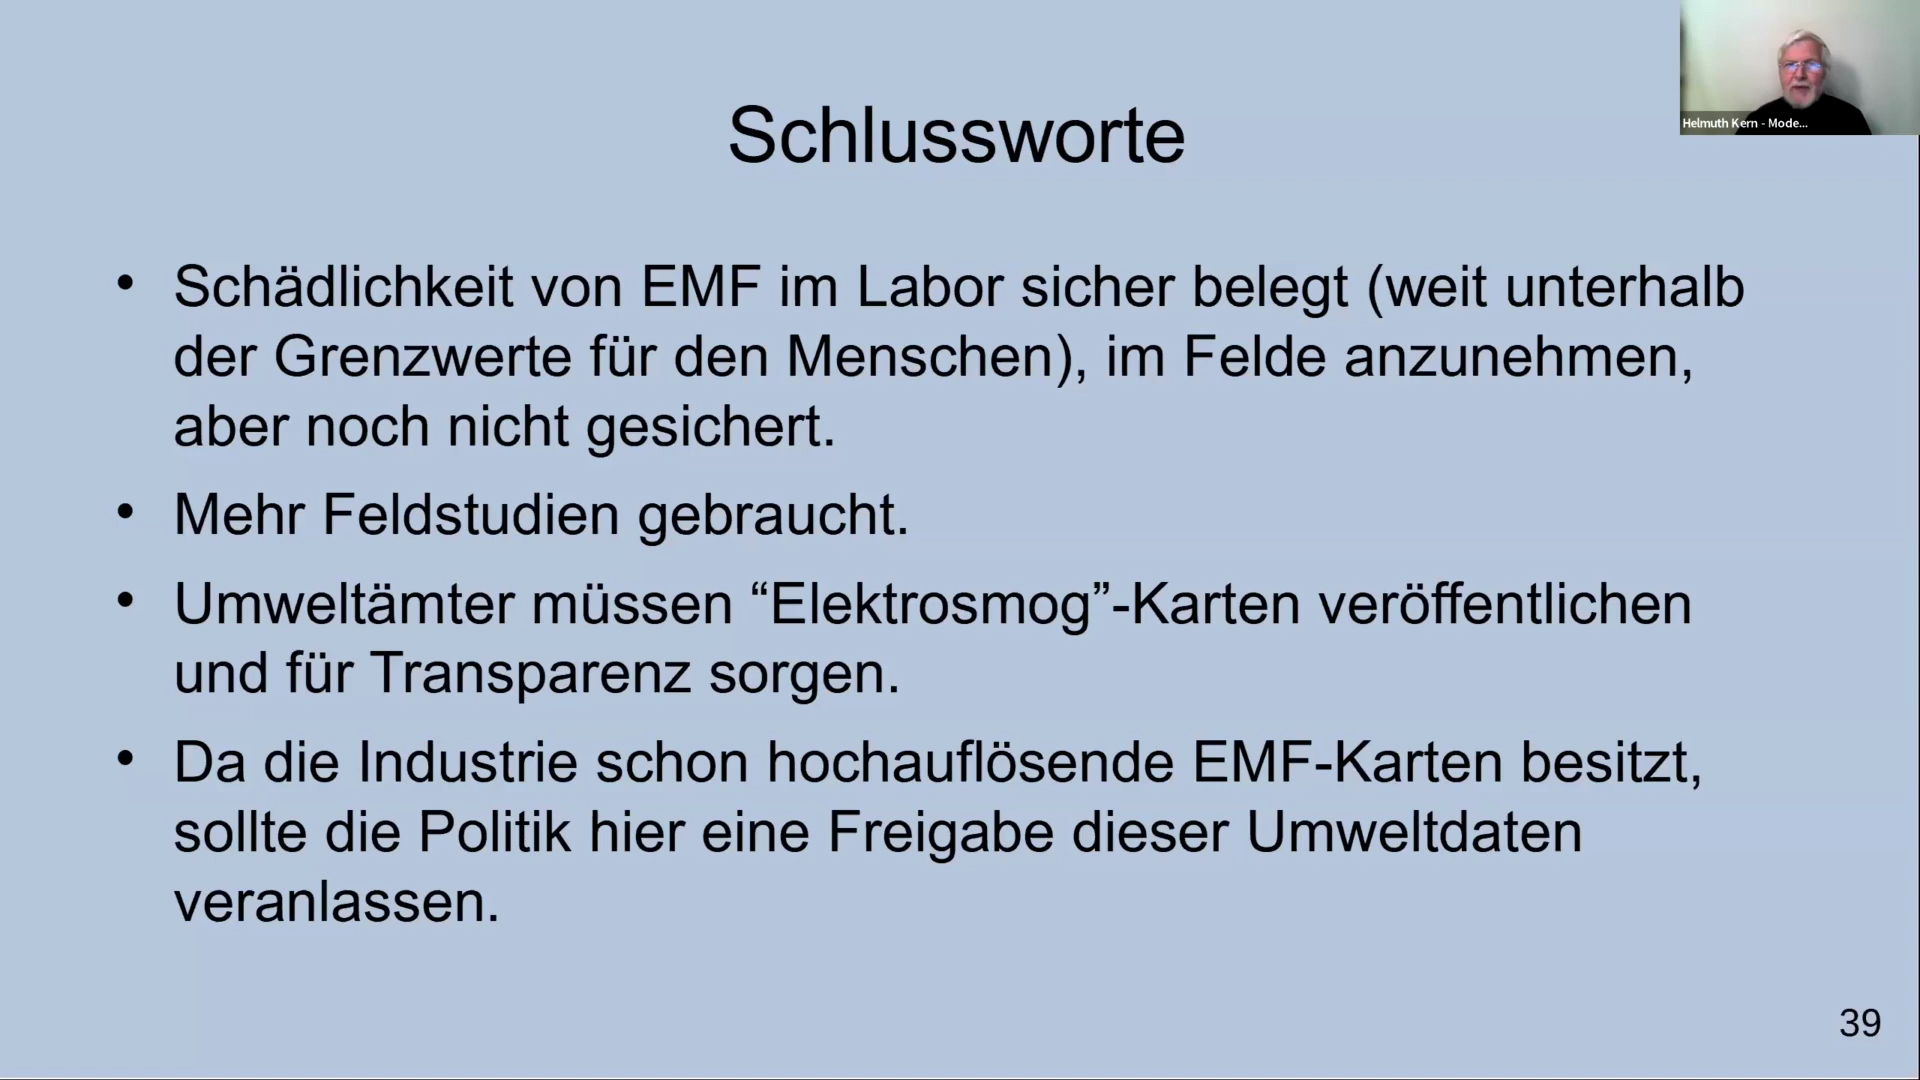 Schlussworte
Helmuth Kern - Mode...
• Schädlichkeit von EMF im Labor sicher belegt (weit unterhalb
der Grenzwerte für den Menschen), im Felde anzunehmen,
aber noch nicht gesichert.
• Mehr Feldstudien gebraucht.
• Umweltämter müssen “Elektrosmog”-Karten veröffentlichen
und für Transparenz sorgen.
• Da die Industrie schon hochauflösende EMF-Karten besitzt,
sollte die Politik hier eine Freigabe dieser Umweltdaten
veranlassen.
39